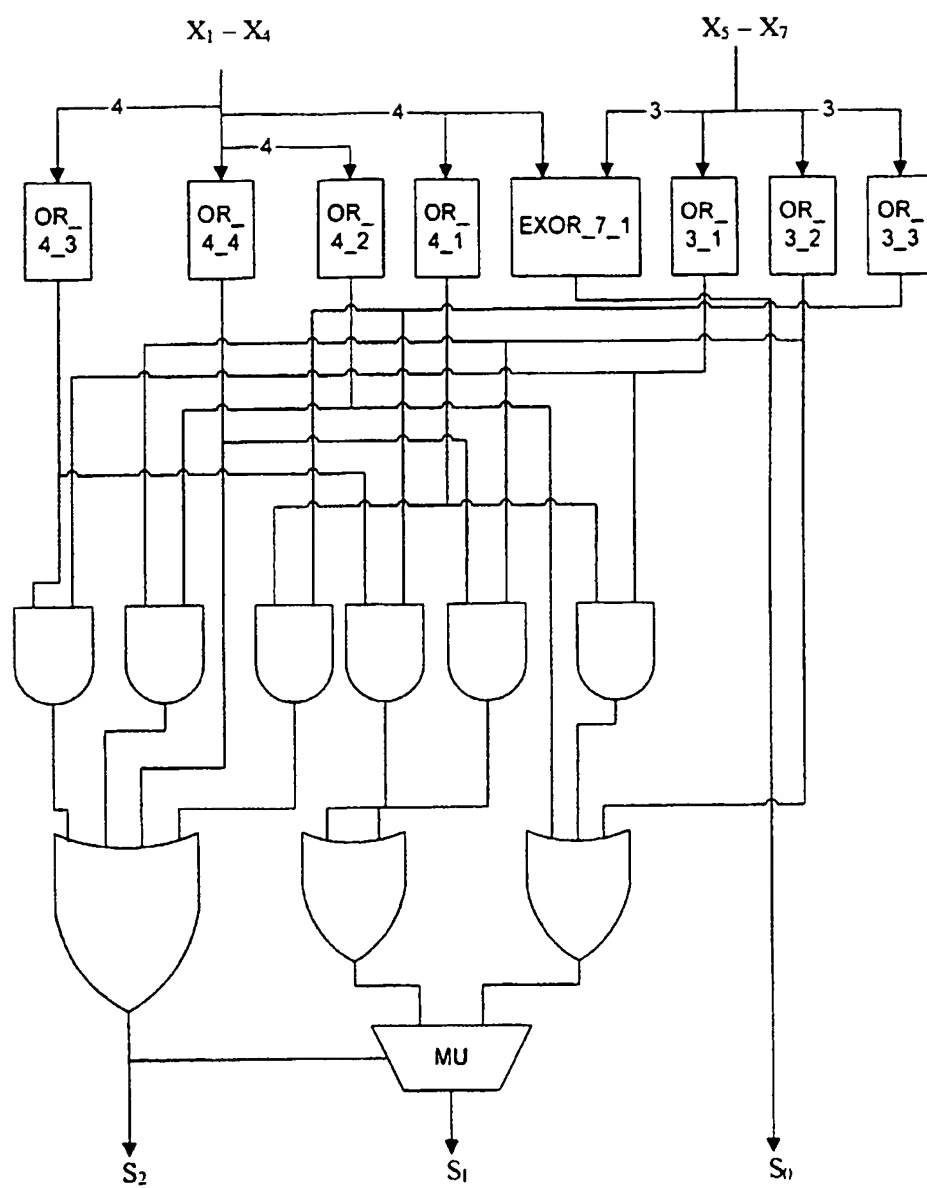 X₁ – X₄
X₅ – X₇
4
4
3
3
4
OR_
4_3
OR_
4_4
OR_
4_2
OR_
4_1
EXOR_7_1
OR_
3_1
OR_
3_2
OR_
3_3
MU
S₂
S₁
S₀